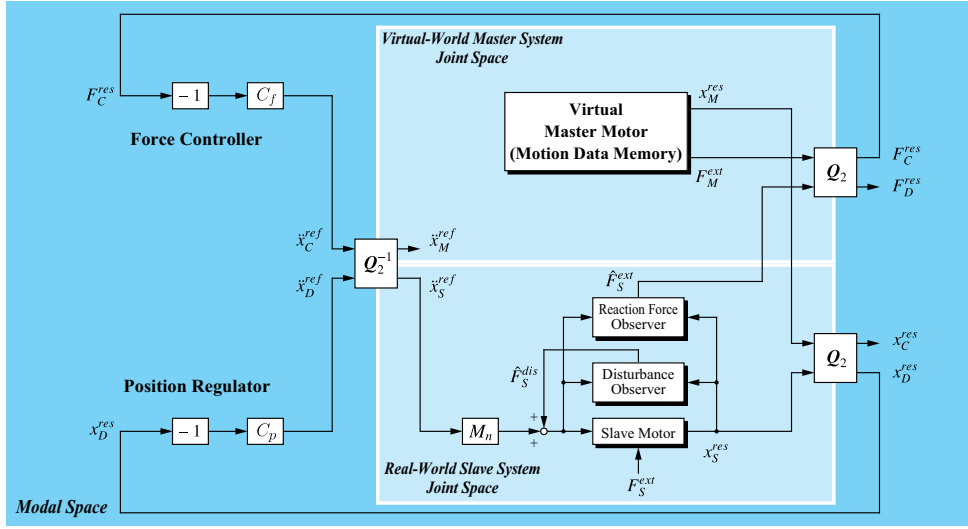 Virtual-World Master System
Joint Space
F_C^{res}
− 1
C_f
Force Controller
Virtual
Master Motor
(Motion Data Memory)
x_M^{res}
F_M^{ext}
Q_2
F_C^{res}
F_D^{res}
ẍ_C^{ref}
ẍ_D^{ref}
Q_2^{−1}
ẍ_M^{ref}
ẍ_S^{ref}
F̂_S^{ext}
Reaction Force
Observer
Q_2
x_C^{res}
x_D^{res}
Position Regulator
F̂_S^{dis}
Disturbance
Observer
x_D^{res}
− 1
C_p
M_n
+
+
Slave Motor
x_S^{res}
F_S^{ext}
Real-World Slave System
Joint Space
Modal Space